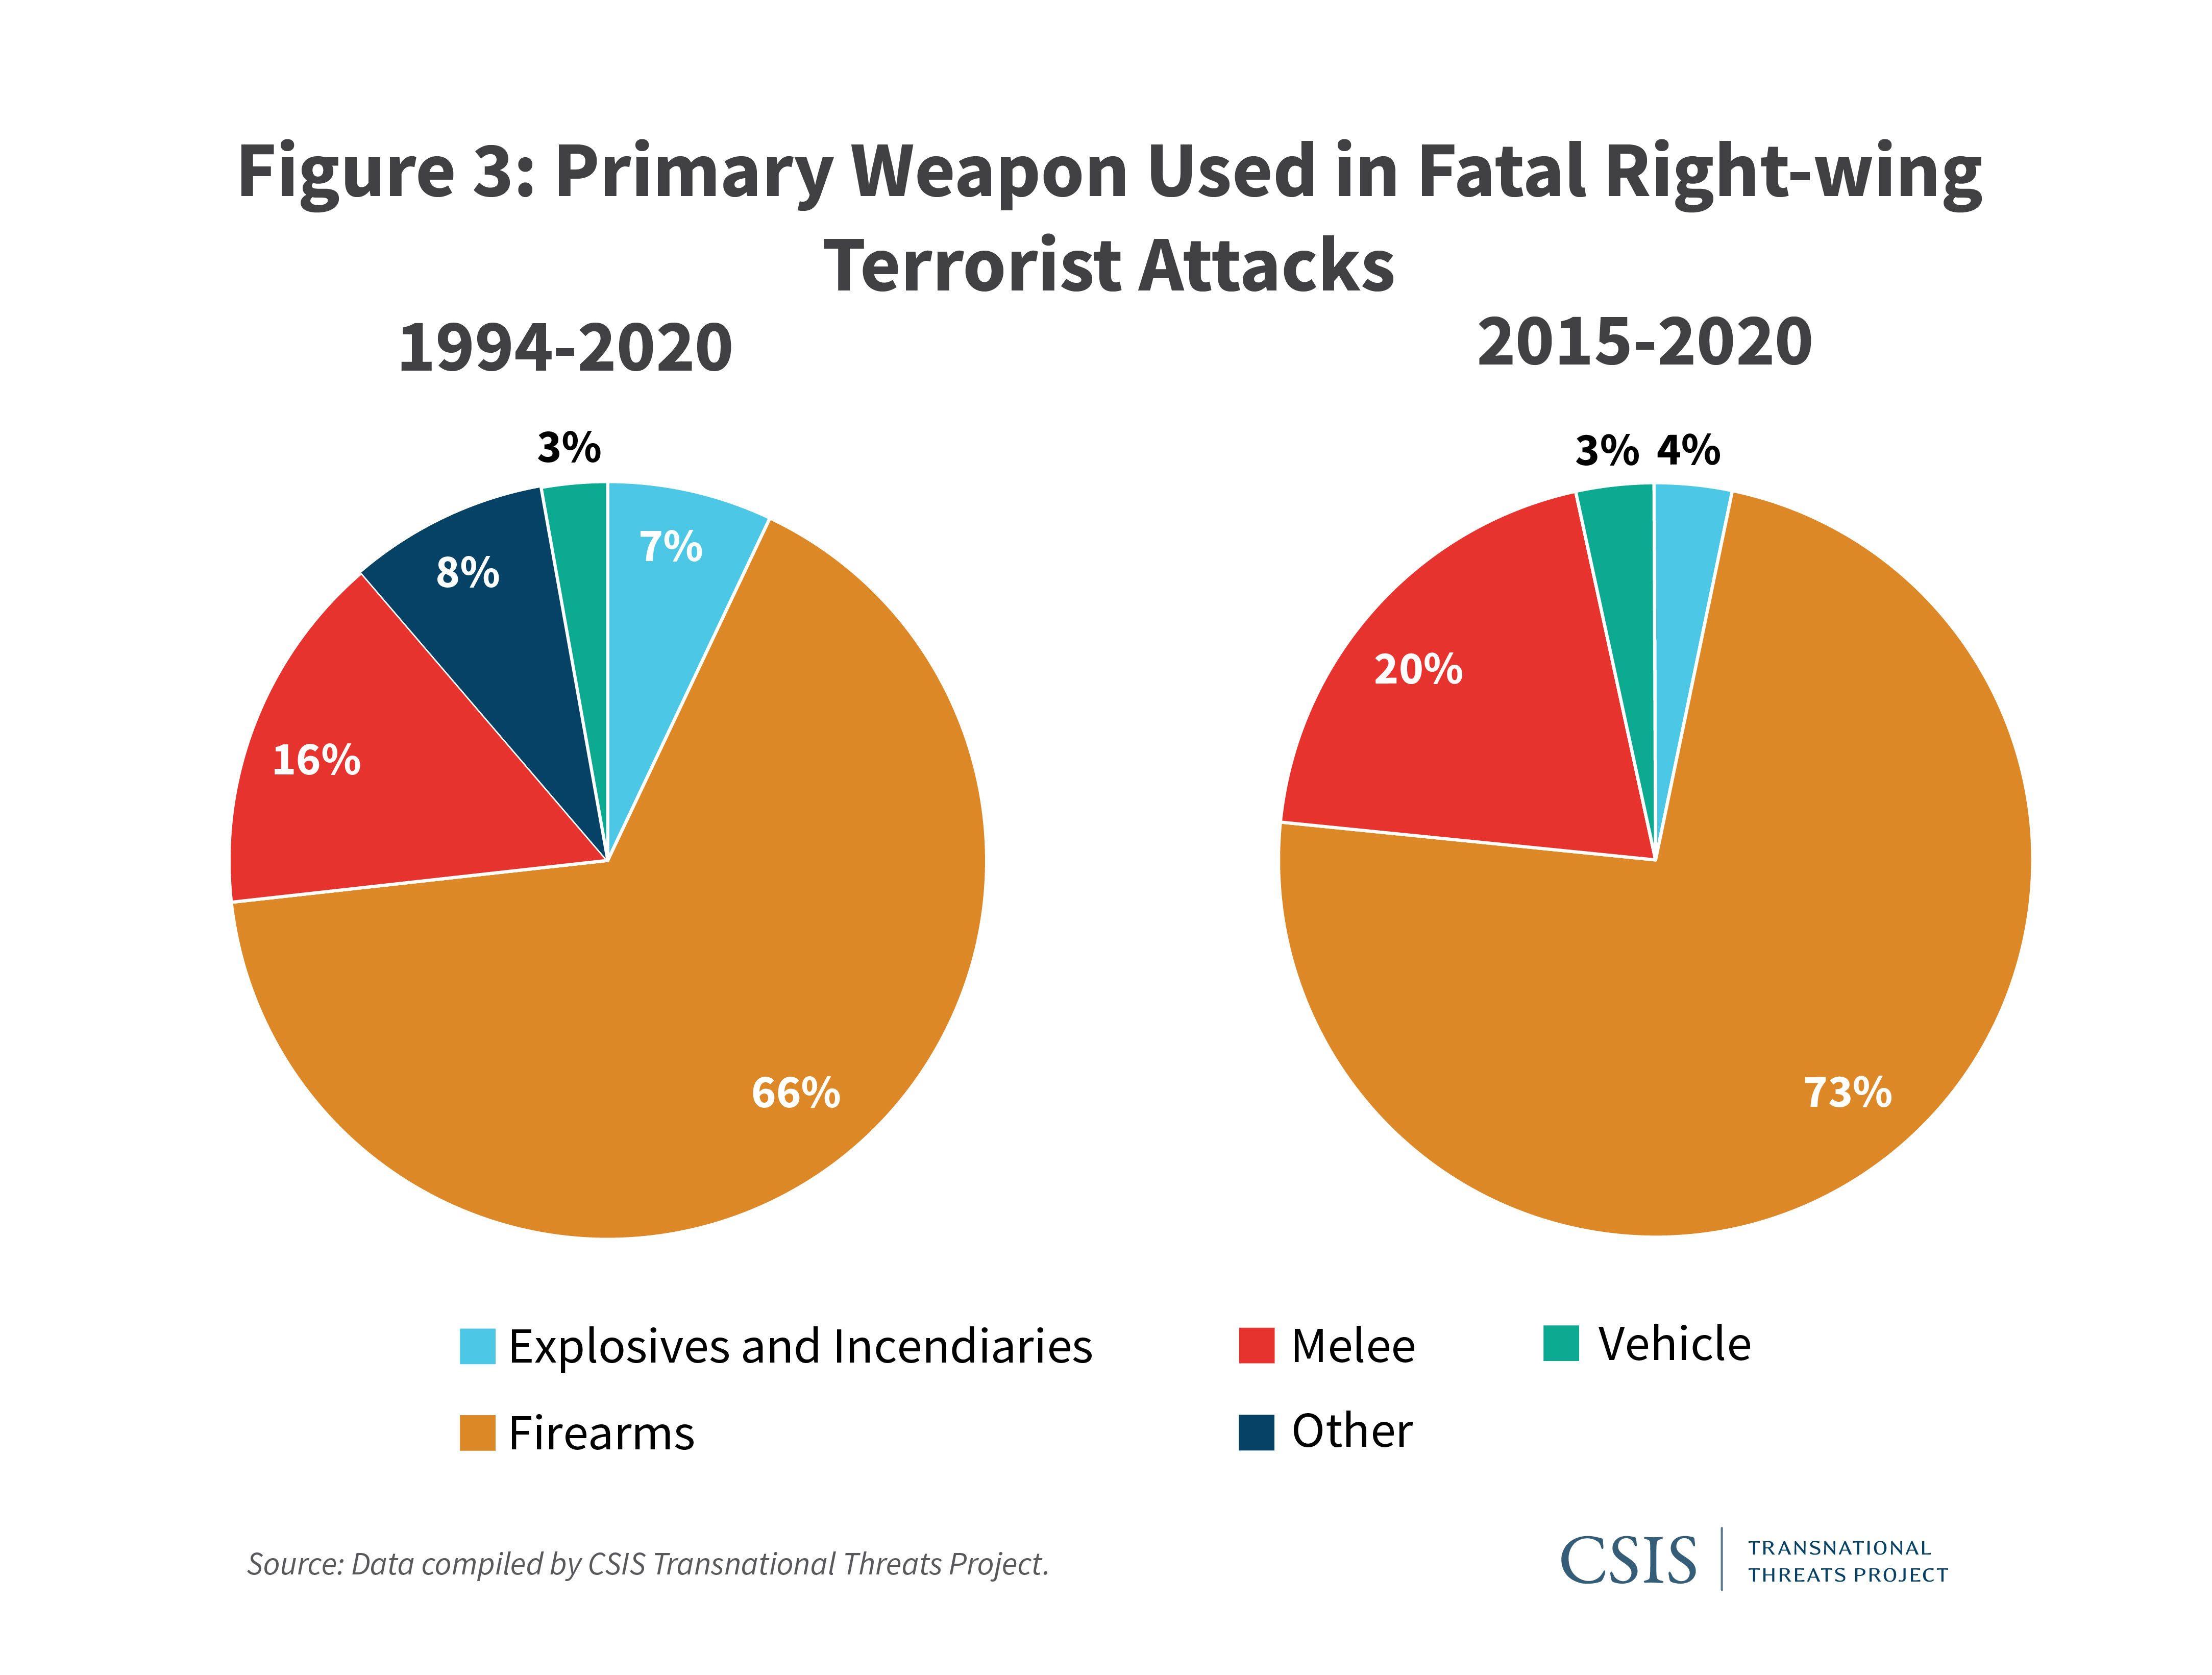 Figure 3: Primary Weapon Used in Fatal Right-wing
Terrorist Attacks
1994-2020
2015-2020
3%
7%
8%
16%
66%
3%
4%
20%
73%
Explosives and Incendiaries
Melee
Vehicle
Firearms
Other
Source: Data compiled by CSIS Transnational Threats Project.
CSIS
TRANSNATIONAL
THREATS PROJECT